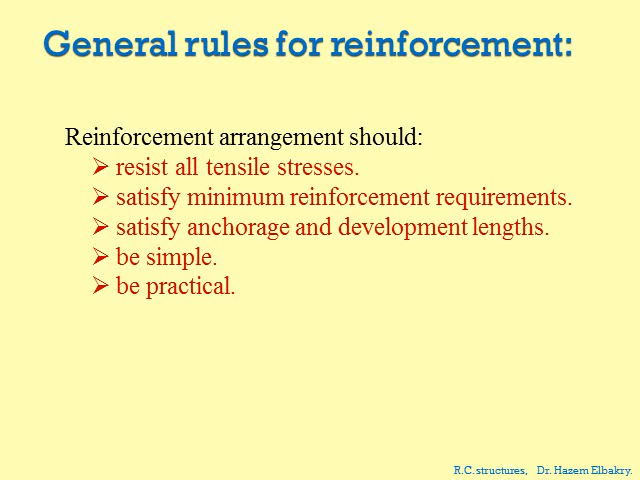 General rules for reinforcement:
Reinforcement arrangement should:
➢ resist all tensile stresses.
➢ satisfy minimum reinforcement requirements.
➢ satisfy anchorage and development lengths.
➢ be simple.
➢ be practical.
R.C. structures, Dr. Hazem Elbakry.